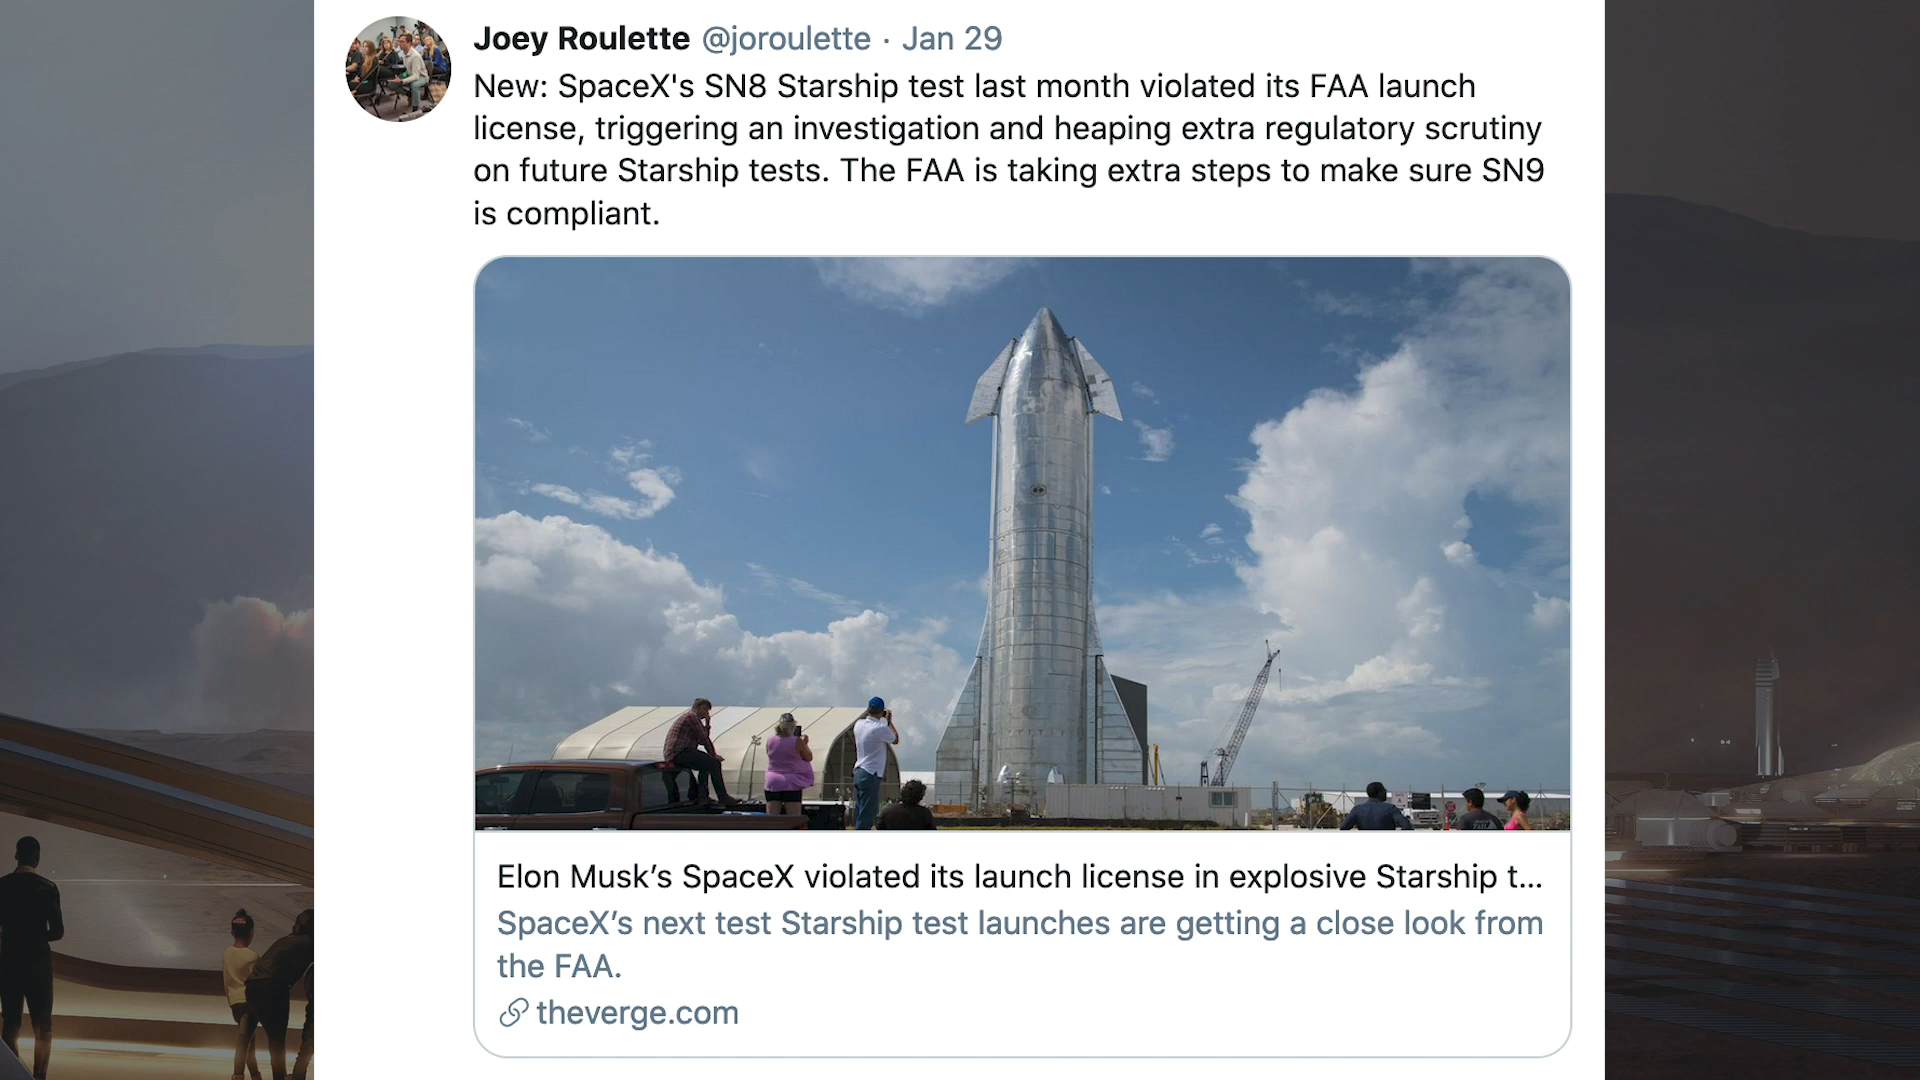 Joey Roulette @joroulette · Jan 29
New: SpaceX's SN8 Starship test last month violated its FAA launch
license, triggering an investigation and heaping extra regulatory scrutiny
on future Starship tests. The FAA is taking extra steps to make sure SN9
is compliant.
Elon Musk’s SpaceX violated its launch license in explosive Starship t...
SpaceX’s next test Starship test launches are getting a close look from
the FAA.
theverge.com